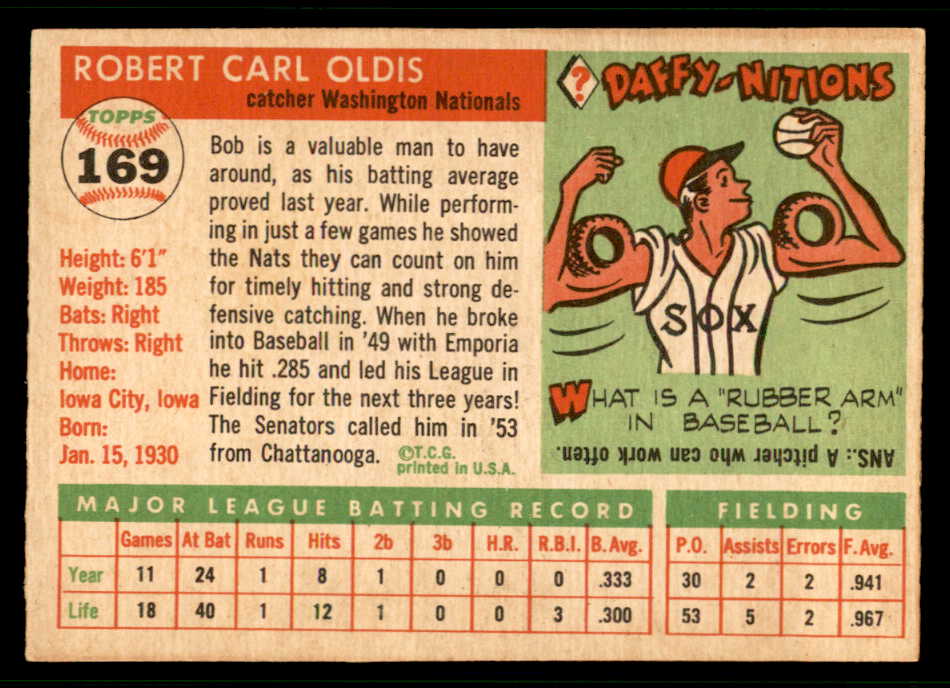 ROBERT CARL OLDIS
catcher Washington Nationals
TOPPS
169
Bob is a valuable man to have
around, as his batting average
proved last year. While perform-
ing in just a few games he showed
the Nats they can count on him
for timely hitting and strong de-
fensive catching. When he broke
into Baseball in '49 with Emporia
he hit .285 and led his League in
Fielding for the next three years!
The Senators called him in '53
from Chattanooga.
©T.C.G.
printed in U.S.A.
Height: 6'1"
Weight: 185
Bats: Right
Throws: Right
Home:
Iowa City, Iowa
Born:
Jan. 15, 1930
? DAFFY-NITIONS
SOX
WHAT IS A "RUBBER ARM"
IN BASEBALL?
ANS.: A pitcher who can work often.
MAJOR LEAGUE BATTING RECORD
Games At Bat Runs Hits 2b 3b H.R. R.B.I. B. Avg.
Year 11 24 1 8 1 0 0 0 .333
Life 18 40 1 12 1 0 0 3 .300
FIELDING
P.O. Assists Errors F. Avg.
30 2 2 .941
53 5 2 .967